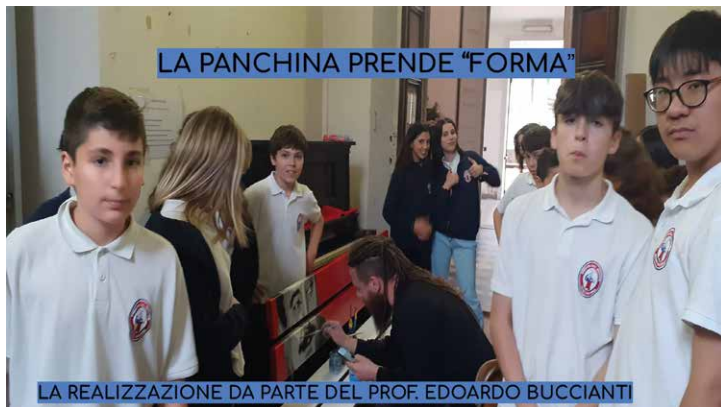 LA PANCHINA PRENDE “FORMA”
LA REALIZZAZIONE DA PARTE DEL PROF. EDOARDO BUCCIANTI